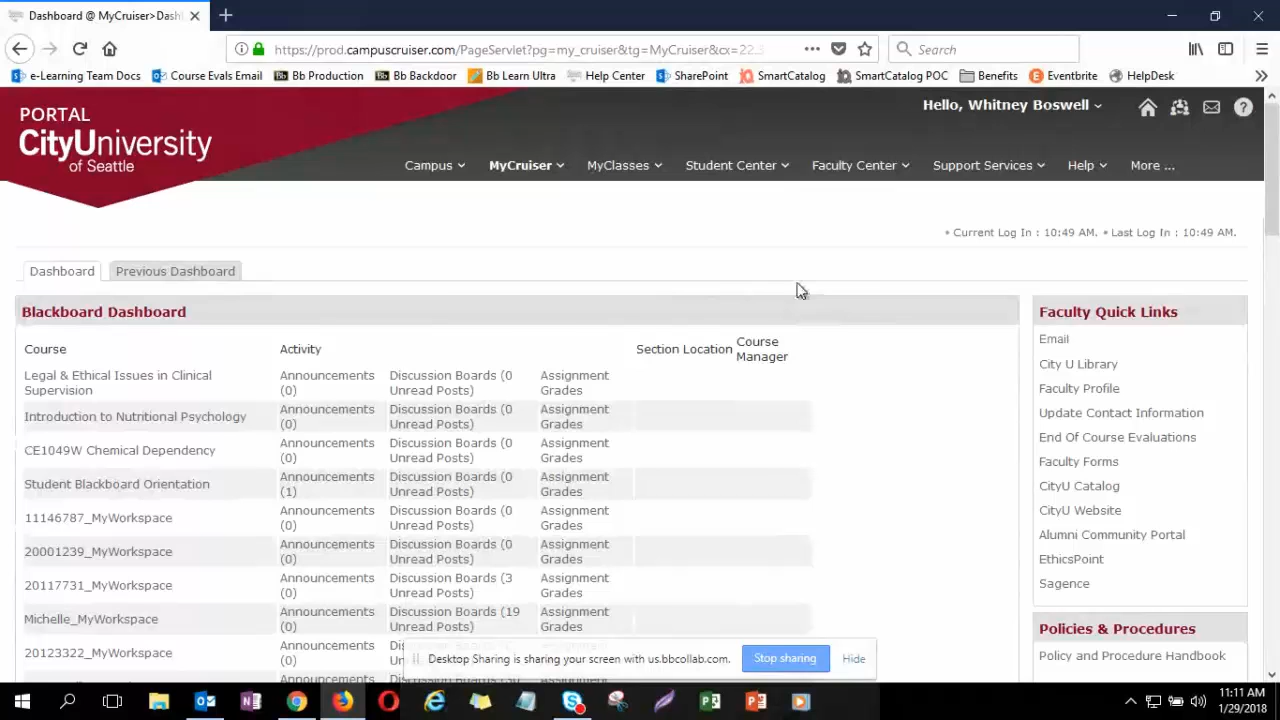 Dashboard @ MyCruiser>Dash
https://prod.campuscruiser.com/PageServlet?pg=my_cruiser&tg=MyCruiser&cx=22.
Search
e-Learning Team Docs Course Evals Email Bb Production Bb Backdoor Bb Learn Ultra Help Center SharePoint SmartCatalog SmartCatalog POC Benefits Eventbrite HelpDesk
Hello, Whitney Boswell
PORTAL
CityUniversity
of Seattle
Campus MyCruiser MyClasses Student Center Faculty Center Support Services Help More ...
• Current Log In : 10:49 AM. • Last Log In : 10:49 AM.
Dashboard Previous Dashboard
Blackboard Dashboard
Course Activity Section Location Course Manager
Legal & Ethical Issues in Clinical Supervision Announcements (0) Discussion Boards (0 Unread Posts) Assignment Grades
Introduction to Nutritional Psychology Announcements (0) Discussion Boards (0 Unread Posts) Assignment Grades
CE1049W Chemical Dependency Announcements (0) Discussion Boards (0 Unread Posts) Assignment Grades
Student Blackboard Orientation Announcements (1) Discussion Boards (0 Unread Posts) Assignment Grades
11146787_MyWorkspace Announcements (0) Discussion Boards (0 Unread Posts) Assignment Grades
20001239_MyWorkspace Announcements (0) Discussion Boards (0 Unread Posts) Assignment Grades
20117731_MyWorkspace Announcements (0) Discussion Boards (3 Unread Posts) Assignment Grades
Michelle_MyWorkspace Announcements (0) Discussion Boards (19 Unread Posts) Assignment Grades
20123322_MyWorkspace Announcements (0)
Faculty Quick Links
Email
City U Library
Faculty Profile
Update Contact Information
End Of Course Evaluations
Faculty Forms
CityU Catalog
CityU Website
Alumni Community Portal
EthicsPoint
Sagence
Policies & Procedures
Policy and Procedure Handbook
Desktop Sharing is sharing your screen with us.bbcollab.com. Stop sharing Hide
11:11 AM
1/29/2018